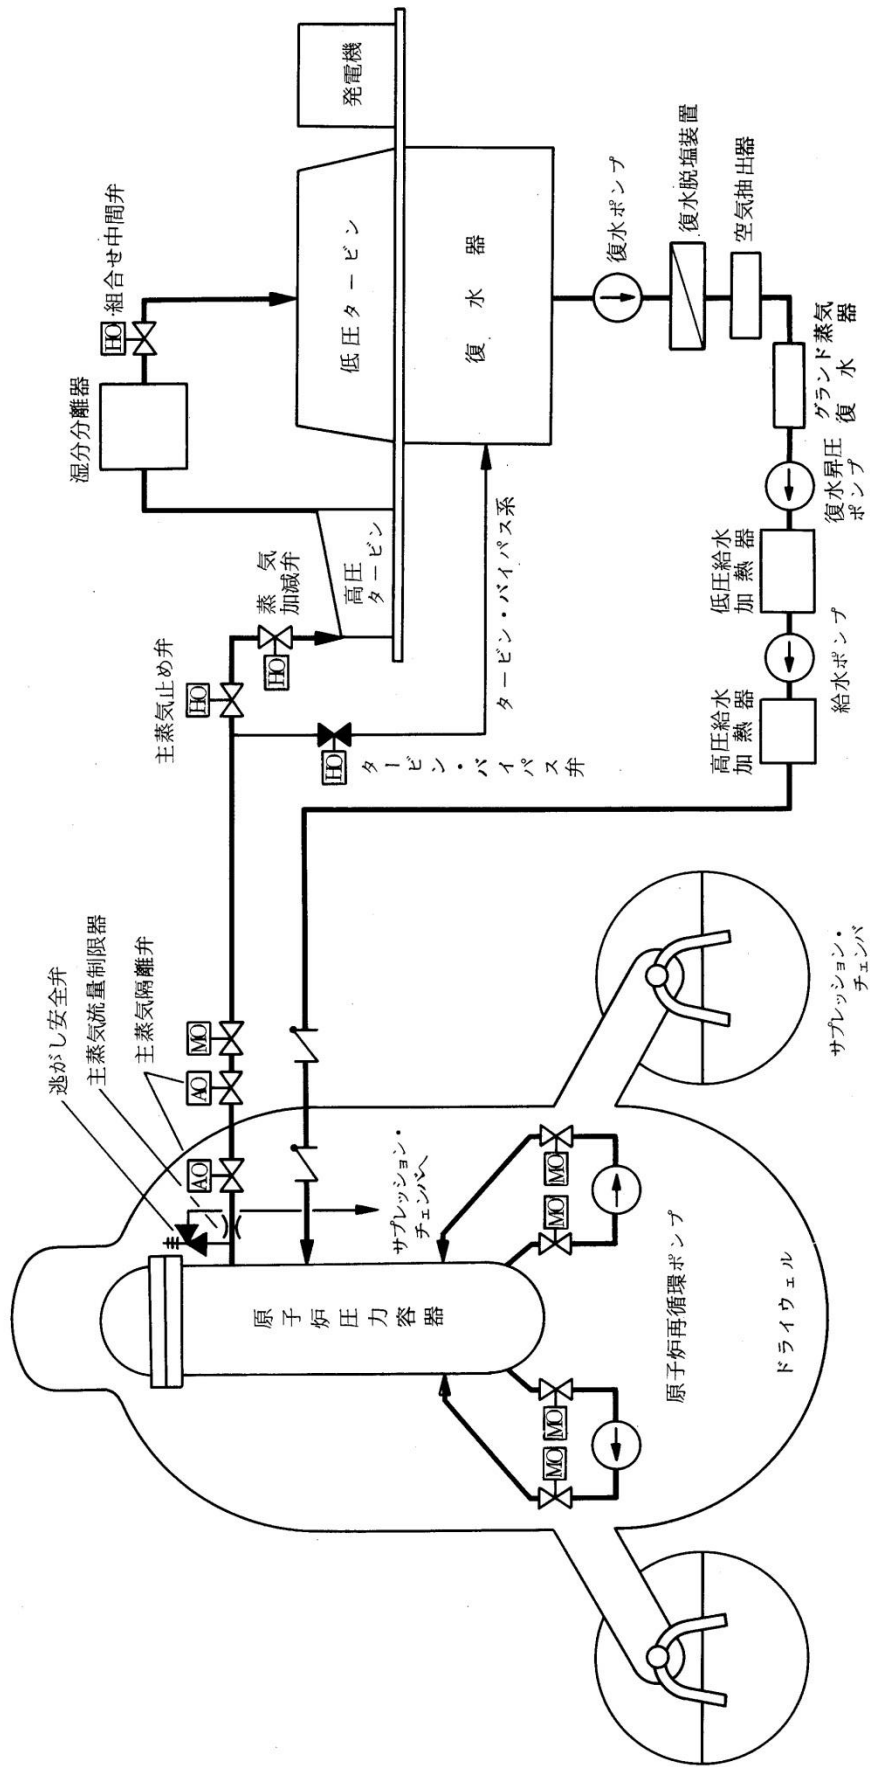 逃がし安全弁
主蒸気流量制限器
主蒸気隔離弁
AO
AO
MO
主蒸気止め弁
HO
蒸気
加減弁
HO
湿分分離器
組合せ中間弁
HO
高圧
タービン
低圧タービン
発電機
復水器
HO
タービン・バイパス弁
タービン・バイパス系
サプレッション・
チェンバへ
原子炉圧力容器
MO
MO
MO
MO
原子炉再循環ポンプ
ドライウェル
サプレッション・
チェンバ
高圧給水
加熱器
給水ポンプ
低圧給水
加熱器
復水昇圧
ポンプ
グランド蒸気
復水器
空気抽出器
復水脱塩装置
復水ポンプ